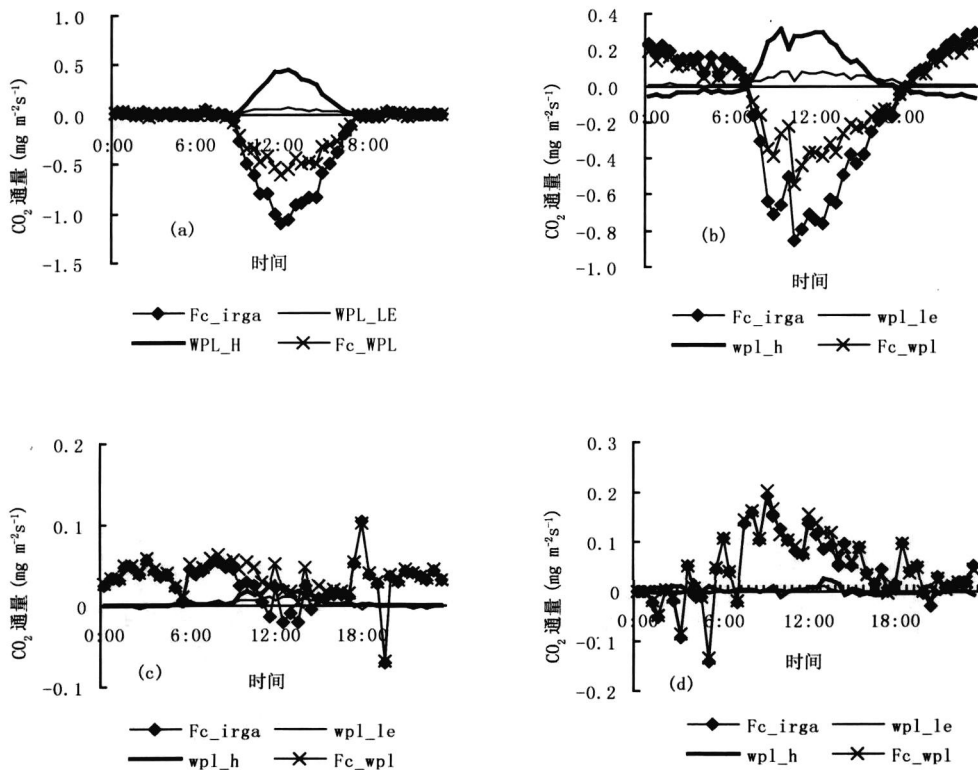 1.0
0.5
0.0
-0.5
-1.0
-1.5
CO₂ 通量 (mg m⁻²s⁻¹)
0:00 6:00 12:00 18:00
(a)
时间
Fc_irga WPL_LE
WPL_H Fc_WPL
0.4
0.2
0.0
-0.2
-0.4
-0.6
-0.8
-1.0
CO₂ 通量 (mg m⁻²s⁻¹)
0:00 6:00 12:00 18:00
(b)
时间
Fc_irga wpl_le
wpl_h Fc_wpl
0.2
0.1
0
-0.1
CO₂ 通量 (mg m⁻²s⁻¹)
0:00 6:00 12:00 18:00
(c)
时间
Fc_irga wpl_le
wpl_h Fc_wpl
0.3
0.2
0.1
0.0
-0.1
-0.2
CO₂ 通量 (mg m⁻²s⁻¹)
0:00 6:00 12:00 18:00
(d)
时间
Fc_irga wpl_le
wpl_h Fc_wpl